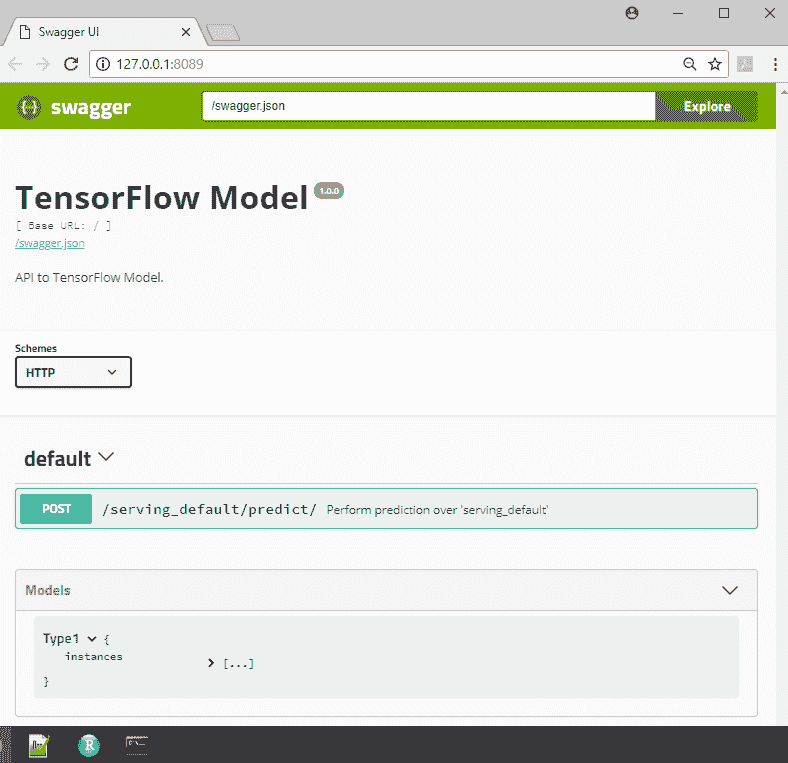 Swagger UI
127.0.0.1:8089
swagger
/swagger.json
Explore
TensorFlow Model 1.0.0
[ Base URL: / ]
/swagger.json
API to TensorFlow Model.
Schemes
HTTP
default
POST /serving_default/predict/ Perform prediction over 'serving_default'
Models
Type1 {
instances [...]
}